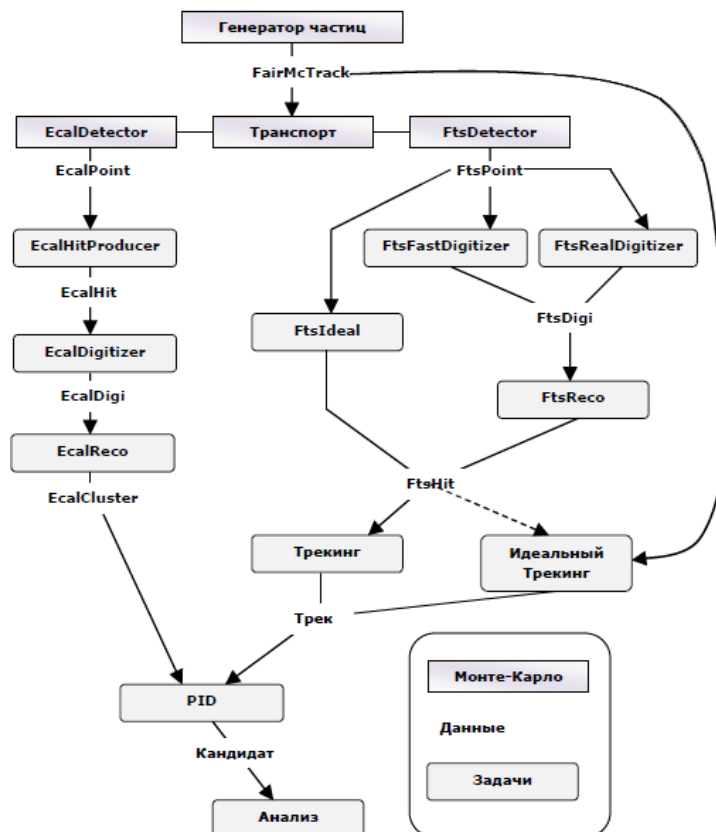 Генератор частиц
FairMcTrack
EcalDetector
Транспорт
FtsDetector
EcalPoint
FtsPoint
EcalHitProducer
FtsFastDigitizer
FtsRealDigitizer
EcalHit
FtsIdeal
FtsDigi
EcalDigitizer
EcalDigi
FtsReco
EcalReco
EcalCluster
FtsHit
Трекинг
Идеальный
Трекинг
Трек
PID
Монте-Карло
Данные
Кандидат
Задачи
Анализ